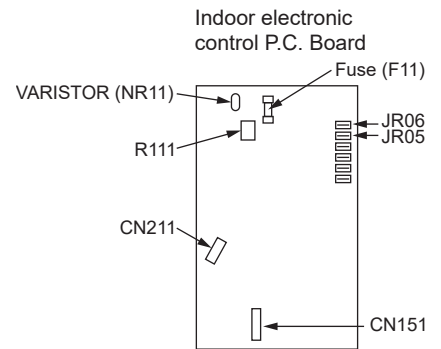 Indoor electronic
control P.C. Board
Fuse (F11)
VARISTOR (NR11)
JR06
JR05
R111
CN211
CN151